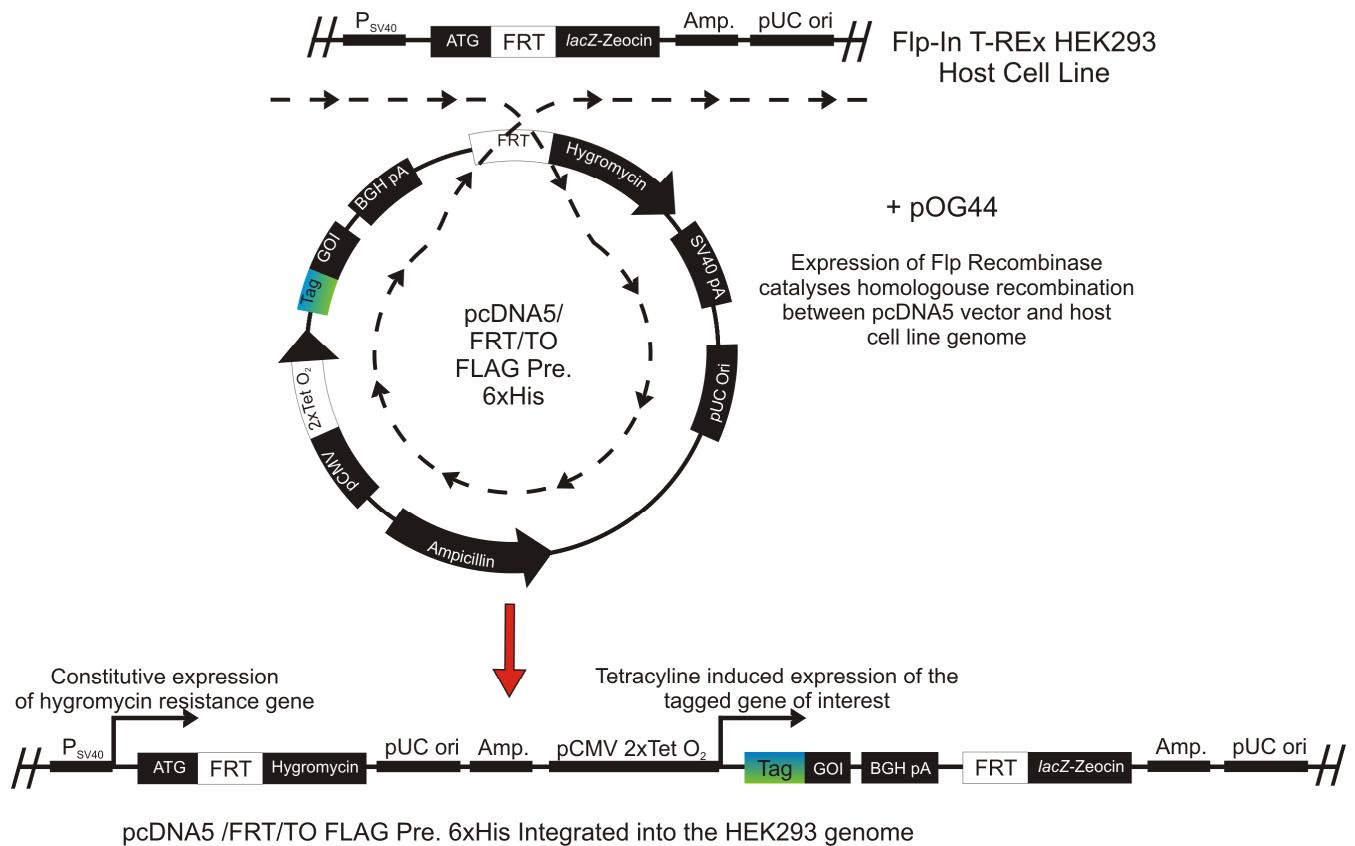 PSV40
ATG
FRT
lacZ-Zeocin
Amp.
pUC ori
Flp-In T-REx HEK293
Host Cell Line
FRT
Hygromycin
SV40 pA
pUC Ori
Ampicillin
pCMV
2xTet O2
Tag
GOI
BGH pA
pcDNA5/
FRT/TO
FLAG Pre.
6xHis
+ pOG44
Expression of Flp Recombinase
catalyses homologouse recombination
between pcDNA5 vector and host
cell line genome
Constitutive expression
of hygromycin resistance gene
Tetracyline induced expression of the
tagged gene of interest
PSV40
ATG
FRT
Hygromycin
pUC ori
Amp.
pCMV 2xTet O2
Tag
GOI
BGH pA
FRT
lacZ-Zeocin
Amp.
pUC ori
pcDNA5 /FRT/TO FLAG Pre. 6xHis Integrated into the HEK293 genome